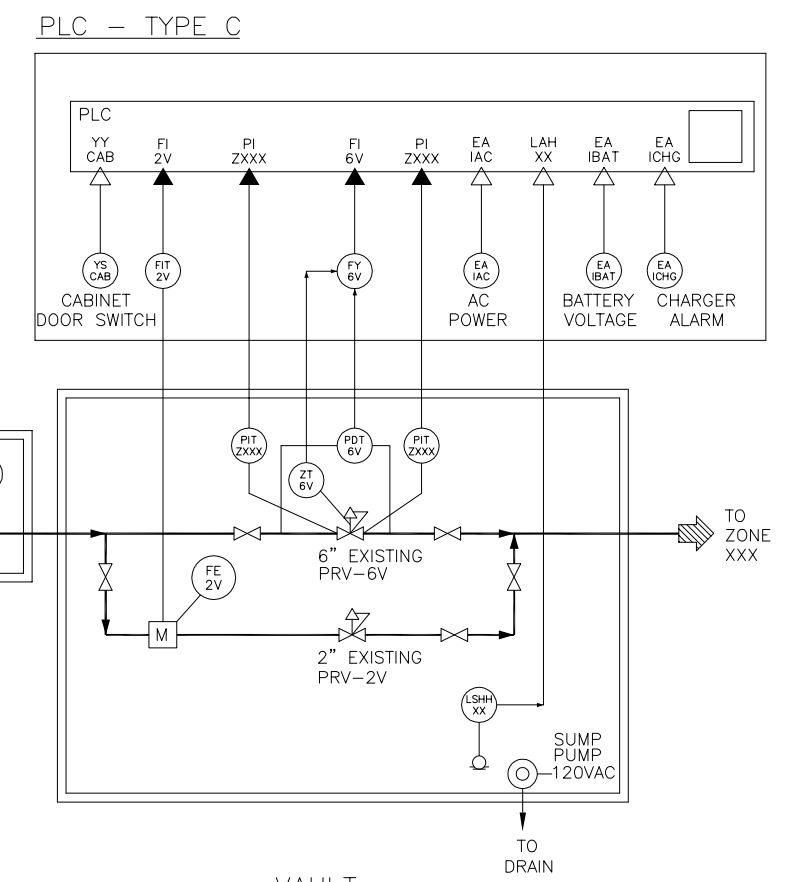 PLC – TYPE C
PLC
YY
CAB
FI
2V
PI
ZXXX
FI
6V
PI
ZXXX
EA
IAC
LAH
XX
EA
IBAT
EA
ICHG
YS
CAB
FIT
2V
FY
6V
EA
IAC
EA
IBAT
EA
ICHG
CABINET
DOOR SWITCH
AC
POWER
BATTERY
VOLTAGE
CHARGER
ALARM
PIT
ZXXX
PDT
6V
PIT
ZXXX
ZT
6V
TO
ZONE
XXX
6” EXISTING
PRV–6V
FE
2V
M
2” EXISTING
PRV–2V
LSHH
XX
SUMP
PUMP
120VAC
TO
DRAIN
VAULT